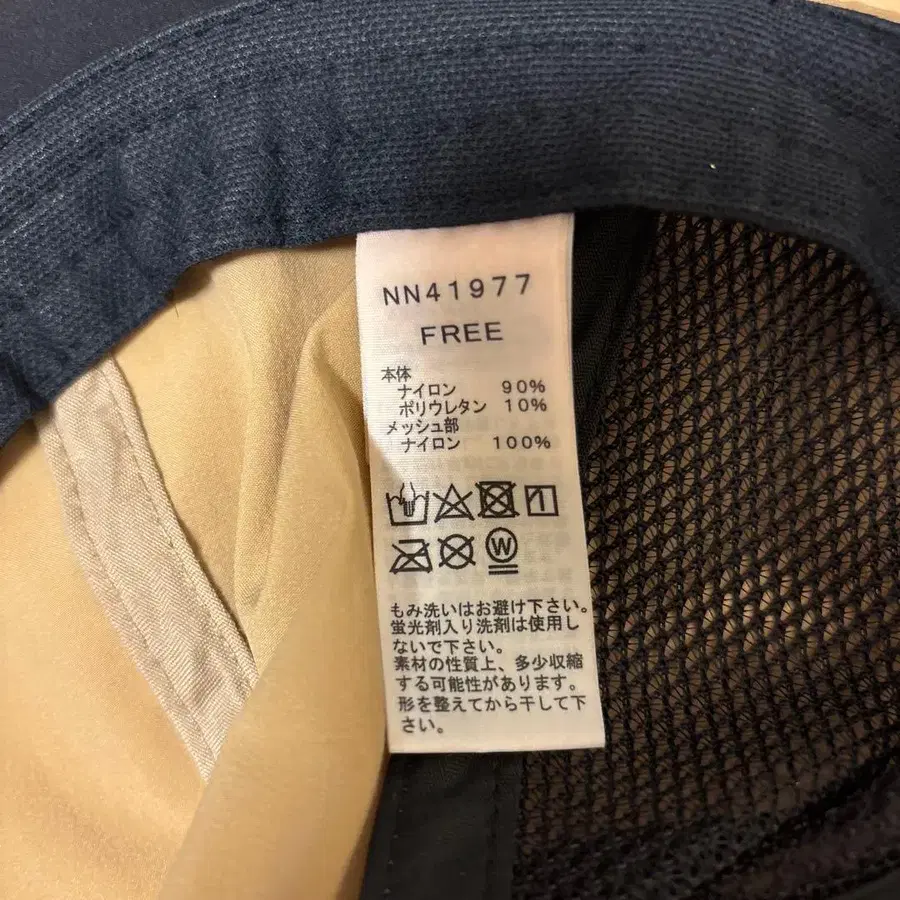 NN41977
FREE
本体
ナイロン 90%
ポリウレタン 10%
メッシュ部
ナイロン 100%
W
もみ洗いはお避け下さい。
蛍光剤入り洗剤は使用し
ないで下さい。
素材の性質上、多少収縮
する可能性があります。
形を整えてから干して下
さい。